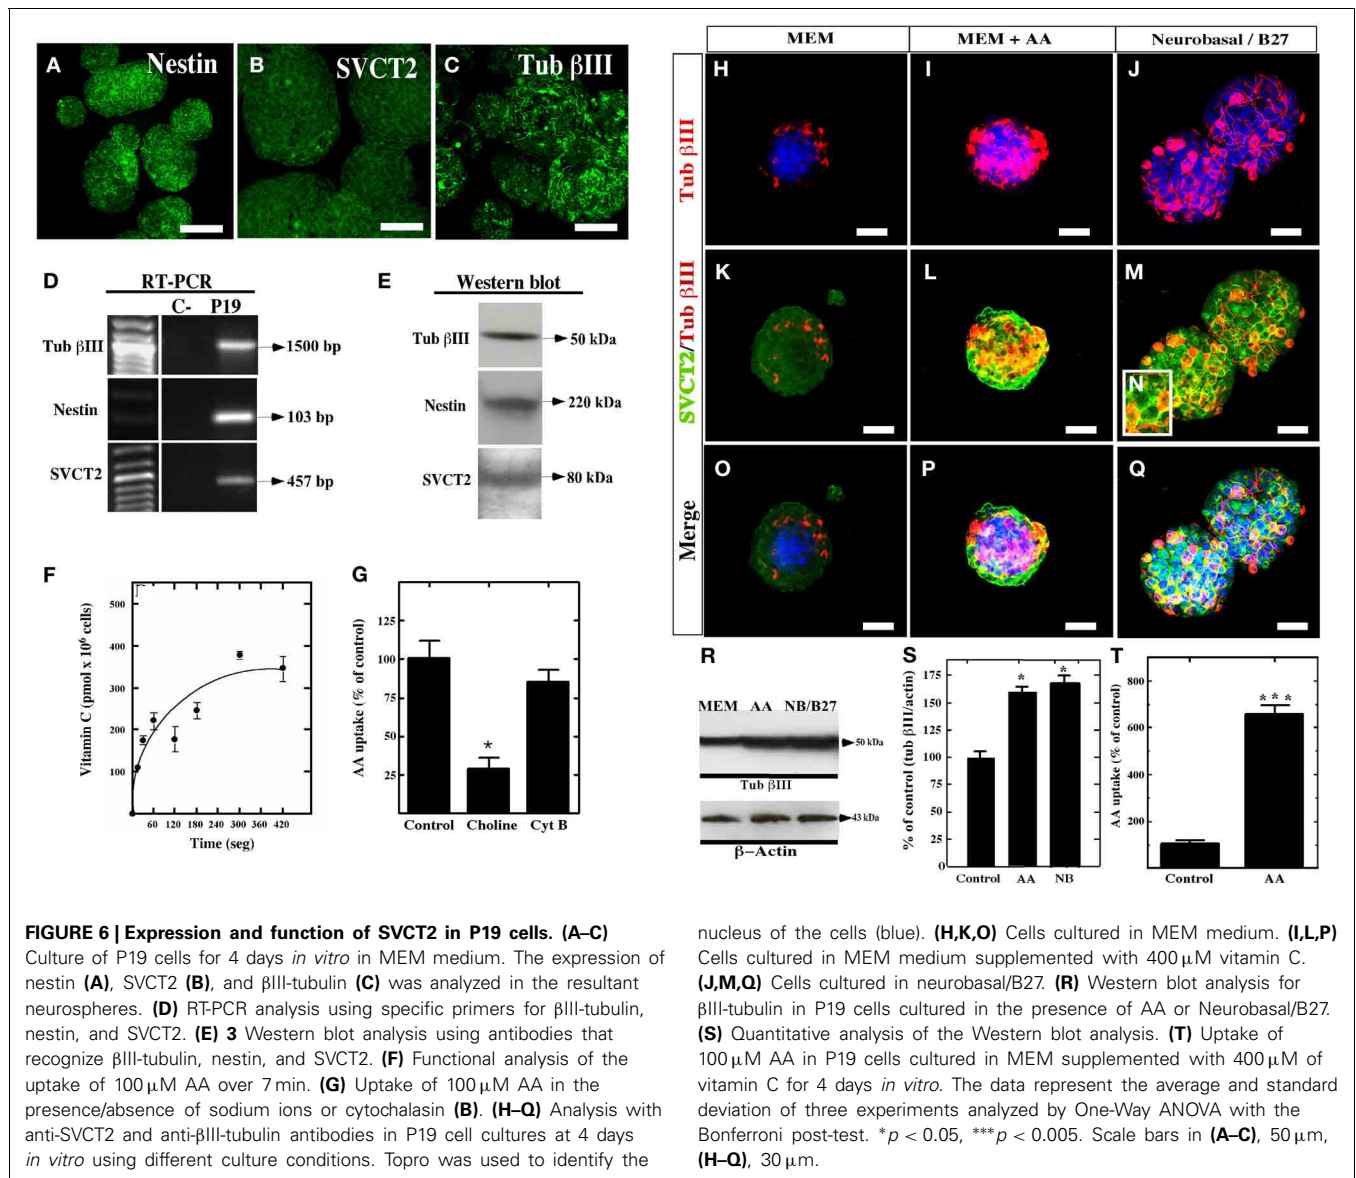 A
Nestin
B
SVCT2
C
Tub βIII
D
RT-PCR
C- P19
Tub βIII
1500 bp
Nestin
103 bp
SVCT2
457 bp
E
Western blot
Tub βIII
50 kDa
Nestin
220 kDa
SVCT2
80 kDa
F
Vitamin C (pmol x 10⁶ cells)
500
400
300
200
100
60 120 180 240 300 360 420
Time (seg)
G
AA uptake (% of control)
125
100
75
50
25
*
Control Choline Cyt B
MEM
MEM + AA
Neurobasal / B27
Tub βIII
H
I
J
SVCT2/Tub βIII
K
L
M
N
Merge
O
P
Q
R
MEM AA NB/B27
50 kDa
Tub βIII
43 kDa
β-Actin
S
% of control (tub βIII/actin)
175
150
125
100
75
50
25
0
* *
Control AA NB
T
AA uptake (% of control)
800
600
400
200
***
Control AA
FIGURE 6 | Expression and function of SVCT2 in P19 cells. (A–C)
Culture of P19 cells for 4 days in vitro in MEM medium. The expression of
nestin (A), SVCT2 (B), and βIII-tubulin (C) was analyzed in the resultant
neurospheres. (D) RT-PCR analysis using specific primers for βIII-tubulin,
nestin, and SVCT2. (E) 3 Western blot analysis using antibodies that
recognize βIII-tubulin, nestin, and SVCT2. (F) Functional analysis of the
uptake of 100 μM AA over 7 min. (G) Uptake of 100 μM AA in the
presence/absence of sodium ions or cytochalasin (B). (H–Q) Analysis with
anti-SVCT2 and anti-βIII-tubulin antibodies in P19 cell cultures at 4 days
in vitro using different culture conditions. Topro was used to identify the
nucleus of the cells (blue). (H,K,O) Cells cultured in MEM medium. (I,L,P)
Cells cultured in MEM medium supplemented with 400 μM vitamin C.
(J,M,Q) Cells cultured in neurobasal/B27. (R) Western blot analysis for
βIII-tubulin in P19 cells cultured in the presence of AA or Neurobasal/B27.
(S) Quantitative analysis of the Western blot analysis. (T) Uptake of
100 μM AA in P19 cells cultured in MEM supplemented with 400 μM of
vitamin C for 4 days in vitro. The data represent the average and standard
deviation of three experiments analyzed by One-Way ANOVA with the
Bonferroni post-test. *p < 0.05, ***p < 0.005. Scale bars in (A–C), 50 μm,
(H–Q), 30 μm.